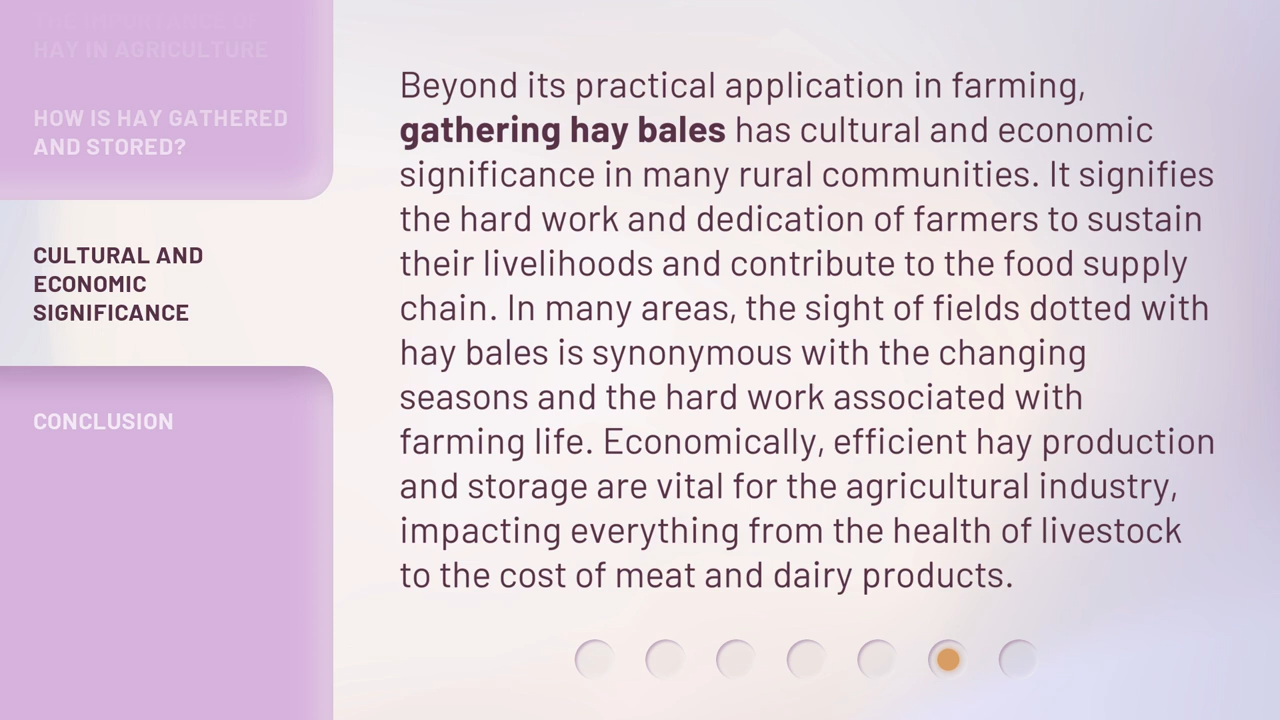 THE IMPORTANCE OF
HAY IN AGRICULTURE
HOW IS HAY GATHERED
AND STORED?
CULTURAL AND
ECONOMIC
SIGNIFICANCE
CONCLUSION
Beyond its practical application in farming,
gathering hay bales has cultural and economic
significance in many rural communities. It signifies
the hard work and dedication of farmers to sustain
their livelihoods and contribute to the food supply
chain. In many areas, the sight of fields dotted with
hay bales is synonymous with the changing
seasons and the hard work associated with
farming life. Economically, efficient hay production
and storage are vital for the agricultural industry,
impacting everything from the health of livestock
to the cost of meat and dairy products.